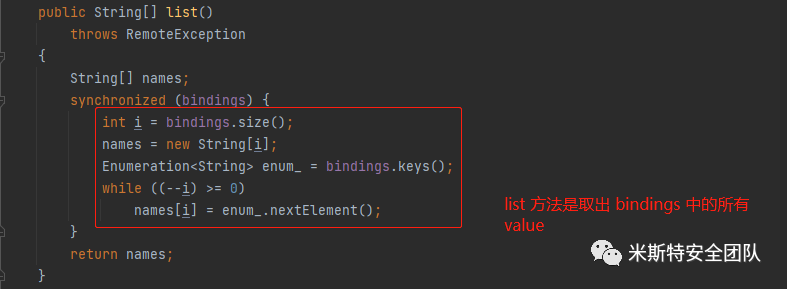 public String[] list()
    throws RemoteException
{
    String[] names;
    synchronized (bindings) {
        int i = bindings.size();
        names = new String[i];
        Enumeration<String> enum_ = bindings.keys();
        while ((--i) >= 0)
            names[i] = enum_.nextElement();
    }
    return names;
}
list 方法是取出 bindings 中的所有
value
米斯特安全团队